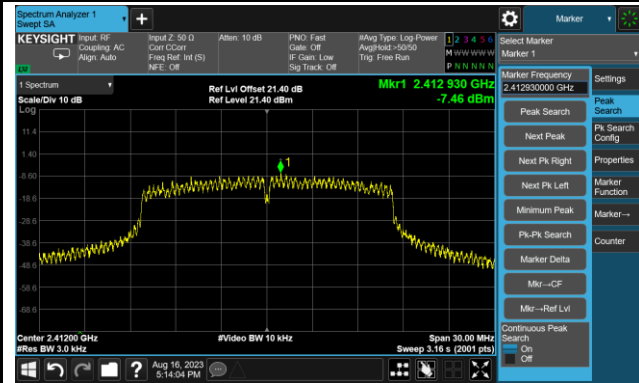 Spectrum Analyzer 1
Swept SA
Marker
KEYSIGHT
Input: RF
Coupling: AC
Align: Auto
Input Z: 50 Ω
Corr CCorr
Freq Ref: Int (S)
NFE: Off
Atten: 10 dB
PNO: Fast
Gate: Off
IF Gain: Low
Sig Track: Off
#Avg Type: Log-Power
Avg|Hold:>50/50
Trig: Free Run
1 2 3 4 5 6
M W W W W W
P N N N N N
Select Marker
Marker 1
1 Spectrum
Scale/Div 10 dB
Log
Ref Lvl Offset 21.40 dB
Ref Level 21.40 dBm
Mkr1 2.412 930 GHz
-7.46 dBm
11.4
1.40
-8.60
-18.6
-28.6
-38.6
-48.6
-58.6
-68.6
1
Center 2.41200 GHz
#Res BW 3.0 kHz
#Video BW 10 kHz
Span 30.00 MHz
Sweep 3.16 s (2001 pts)
Marker Frequency
2.412930000 GHz
Peak Search
Next Peak
Next Pk Right
Next Pk Left
Minimum Peak
Pk-Pk Search
Marker Delta
Mkr→CF
Mkr→Ref Lvl
Continuous Peak
Search
On
Off
Settings
Peak
Search
Pk Search
Config
Properties
Marker
Function
Marker→
Counter
?
Aug 16, 2023
5:14:04 PM